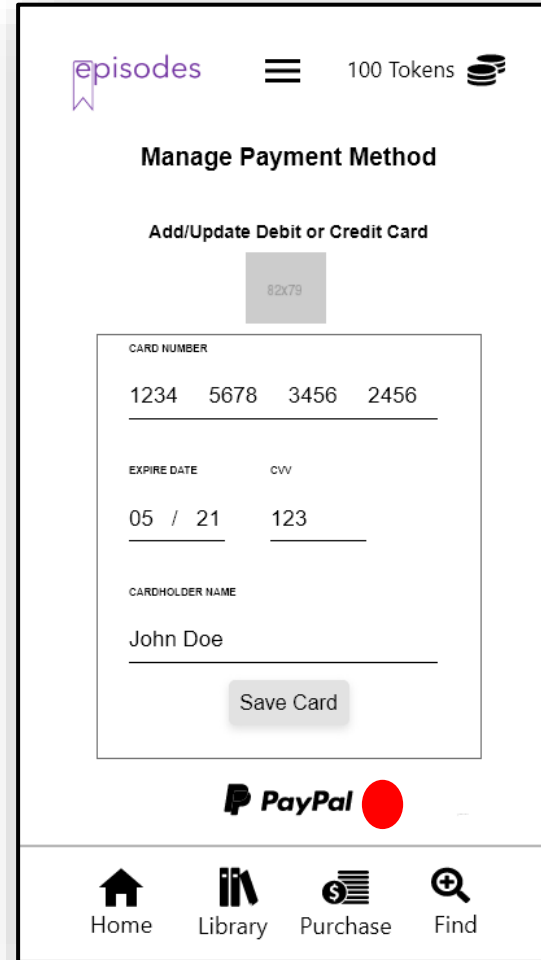 episodes 100 Tokens
Manage Payment Method
Add/Update Debit or Credit Card
82x79
CARD NUMBER
1234 5678 3456 2456
EXPIRE DATE CVV
05 / 21 123
CARDHOLDER NAME
John Doe
Save Card
PayPal
Home Library Purchase Find